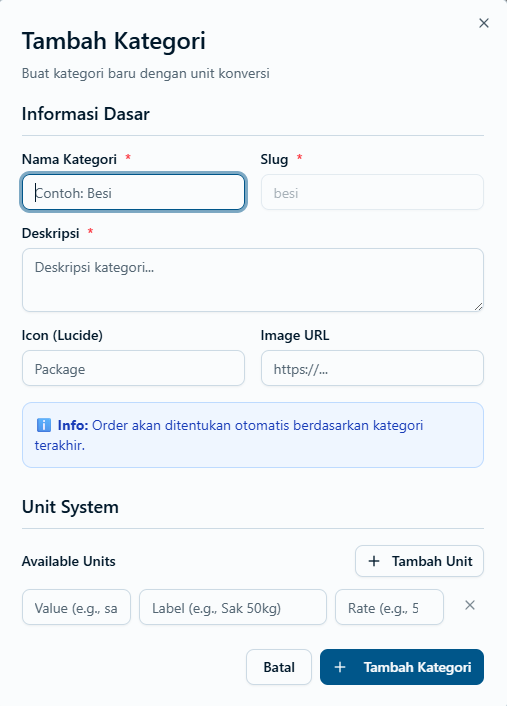 Tambah Kategori
Buat kategori baru dengan unit konversi
Informasi Dasar
Nama Kategori *
Slug *
Contoh: Besi
besi
Deskripsi *
Deskripsi kategori...
Icon (Lucide)
Image URL
Package
https://...
Info: Order akan ditentukan otomatis berdasarkan kategori
terakhir.
Unit System
Available Units
+ Tambah Unit
Value (e.g., sa
Label (e.g., Sak 50kg)
Rate (e.g., 5
Batal
+ Tambah Kategori